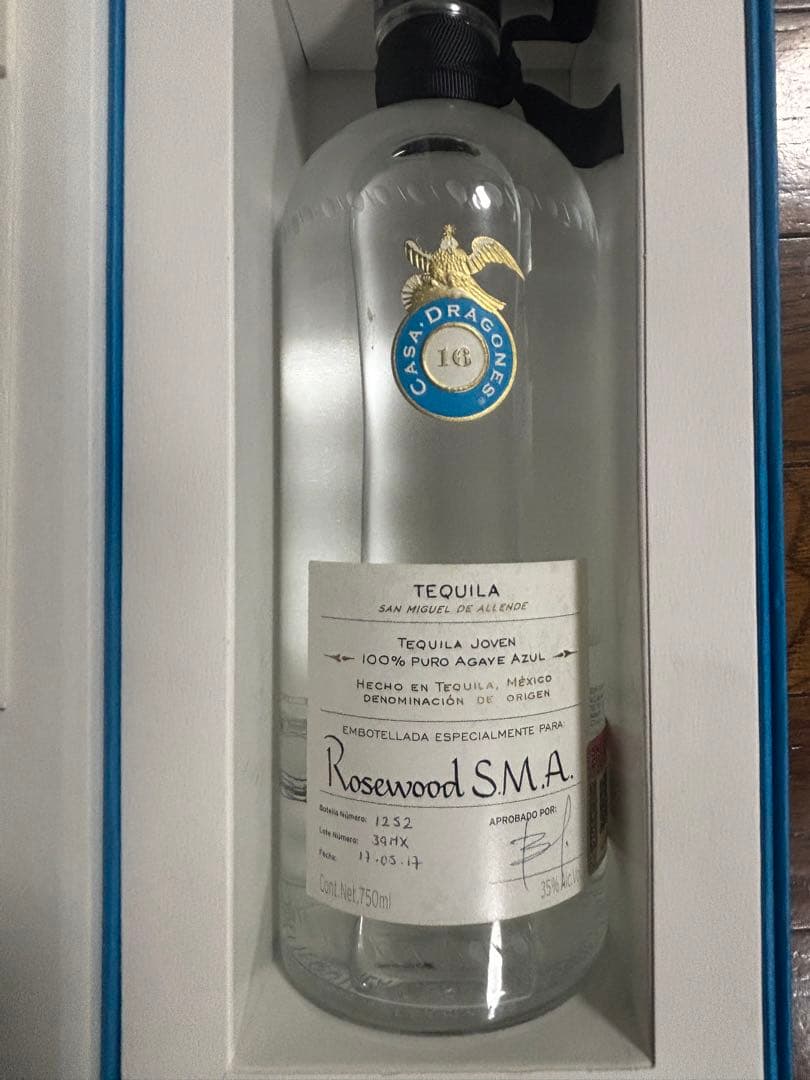 CASA · DRAGONES®
16
TEQUILA
SAN MIGUEL DE ALLENDE
TEQUILA JOVEN
100% PURO AGAVE AZUL
HECHO EN TEQUILA, MÉXICO
DENOMINACIÓN DE ORIGEN
EMBOTELLADA ESPECIALMENTE PARA:
Rosewood S.M.A.
Botella Número: 1252
Lote Número: 39MX
Fecha: 17.05.17
APROBADO POR:
Cont. Net. 750ml
35% Alc.